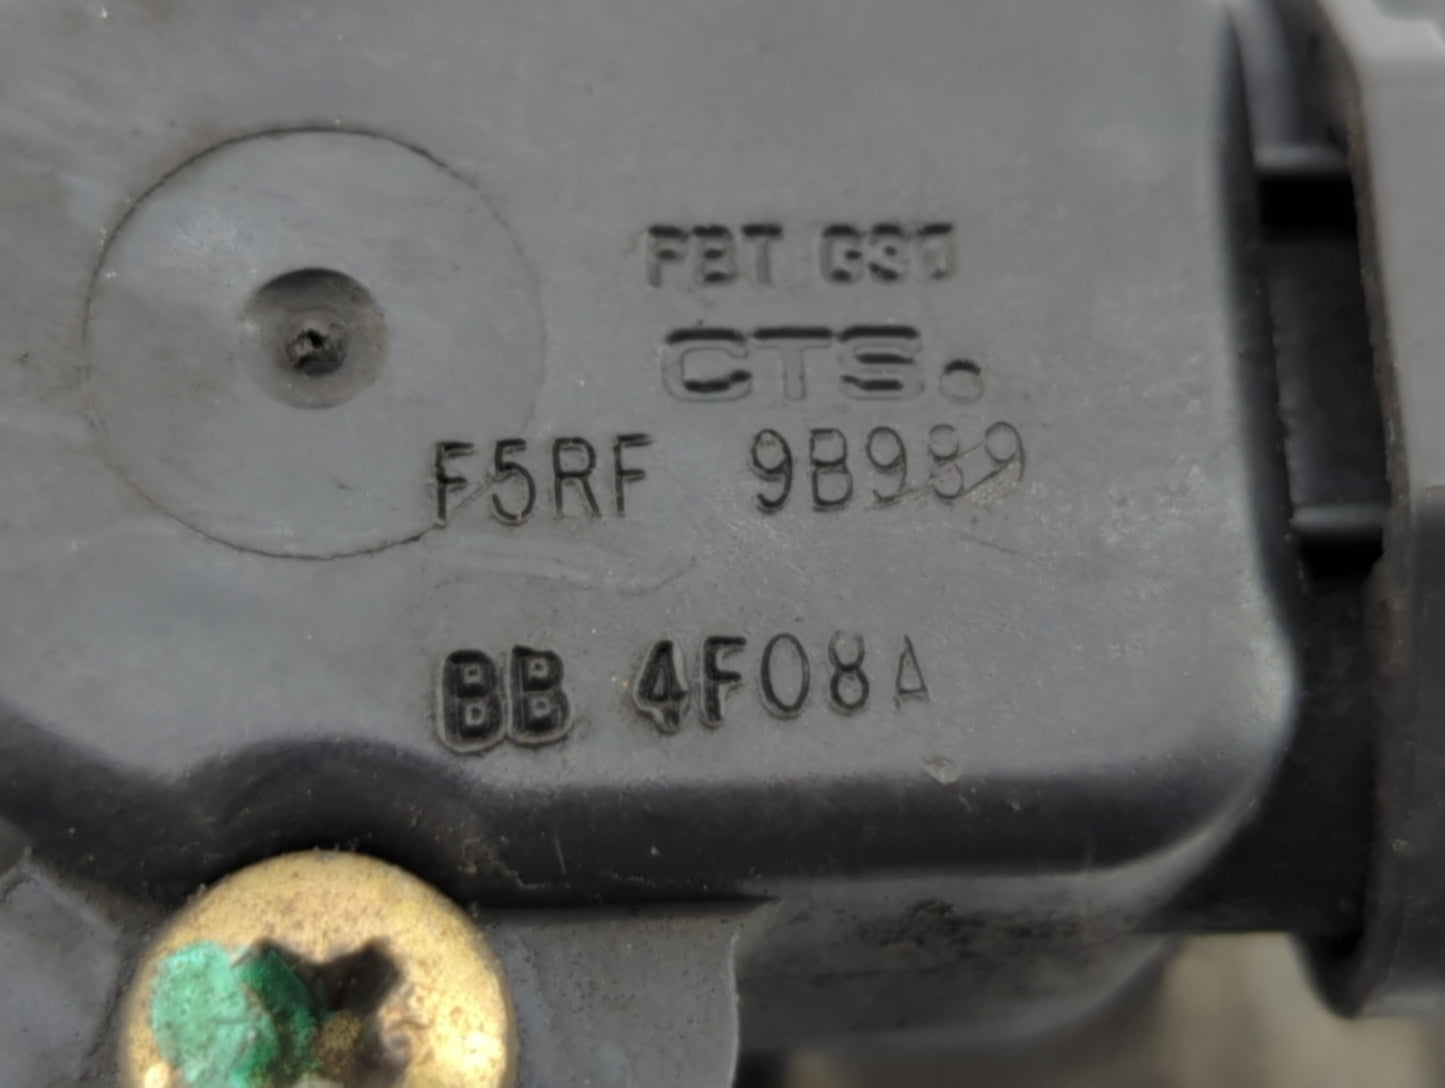 PBT G30
CTS.
F5RF 9B989
BB 4F08A